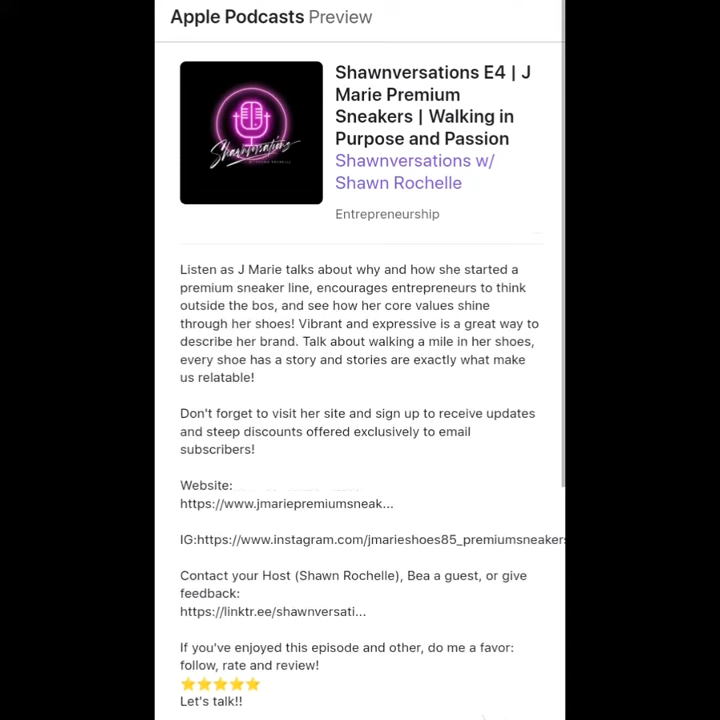 Apple Podcasts Preview
Shawnversations
Shawnversations E4 | J
Marie Premium
Sneakers | Walking in
Purpose and Passion
Shawnversations w/
Shawn Rochelle
Entrepreneurship
Listen as J Marie talks about why and how she started a
premium sneaker line, encourages entrepreneurs to think
outside the bos, and see how her core values shine
through her shoes! Vibrant and expressive is a great way to
describe her brand. Talk about walking a mile in her shoes,
every shoe has a story and stories are exactly what make
us relatable!
Don't forget to visit her site and sign up to receive updates
and steep discounts offered exclusively to email
subscribers!
Website:
https://www.jmariepremiumsneak...
IG:https://www.instagram.com/jmarieshoes85_premiumsneakers
Contact your Host (Shawn Rochelle), Bea a guest, or give
feedback:
https://linktr.ee/shawnversati...
If you've enjoyed this episode and other, do me a favor:
follow, rate and review!
⭐⭐⭐⭐⭐
Let's talk!!